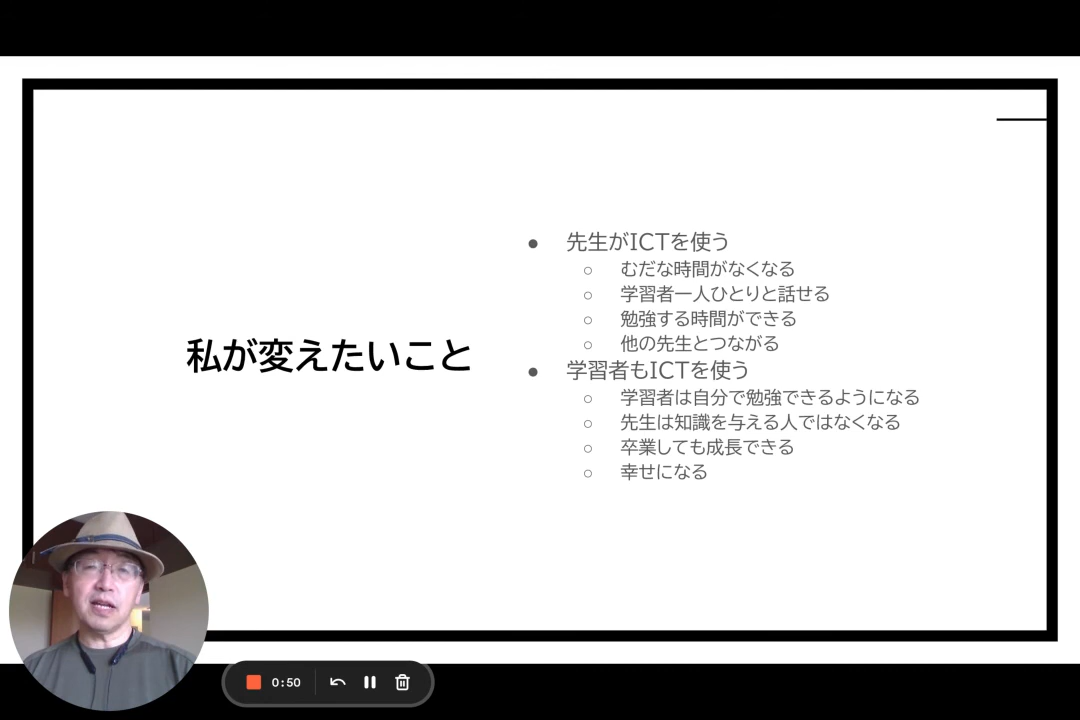 私が変えたいこと
● 先生がICTを使う
○ むだな時間がなくなる
○ 学習者一人ひとりと話せる
○ 勉強する時間ができる
○ 他の先生とつながる
● 学習者もICTを使う
○ 学習者は自分で勉強できるようになる
○ 先生は知識を与える人ではなくなる
○ 卒業しても成長できる
○ 幸せになる
0:50